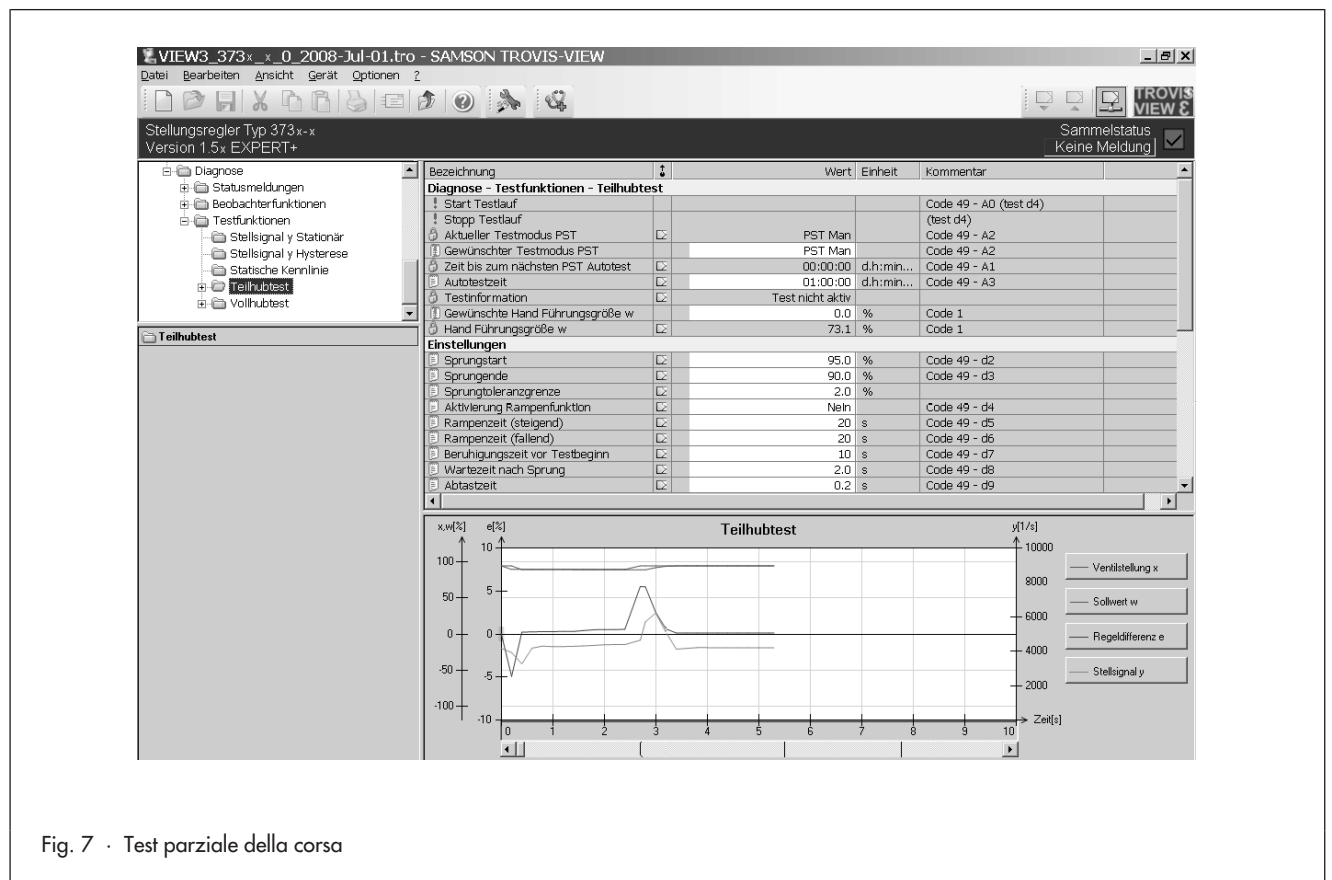 VIEW3_373x_x_0_2008-Jul-01.tro - SAMSON TROVIS-VIEW
Datei Bearbeiten Ansicht Gerät Optionen ?
TROVIS VIEW 3
Stellungsregler Typ 373x-x
Version 1.5x EXPERT+
Sammelstatus
Keine Meldung
Diagnose
Statusmeldungen
Beobachterfunktionen
Testfunktionen
Stellsignal y Stationär
Stellsignal y Hysterese
Statische Kennlinie
Teilhubtest
Vollhubtest
Teilhubtest
Bezeichnung Wert Einheit Kommentar
Diagnose - Testfunktionen - Teilhubtest
Start Testlauf Code 49 - A0 (test d4)
Stopp Testlauf (test d4)
Aktueller Testmodus PST PST Man Code 49 - A2
Gewünschter Testmodus PST PST Man Code 49 - A2
Zeit bis zum nächsten PST Autotest 00:00:00 d.h:min... Code 49 - A1
Autotestzeit 01:00:00 d.h:min... Code 49 - A3
Testinformation Test nicht aktiv
Gewünschte Hand Führungsgröße w 0.0 % Code 1
Hand Führungsgröße w 73.1 % Code 1
Einstellungen
Sprungstart 95.0 % Code 49 - d2
Sprungende 90.0 % Code 49 - d3
Sprungtoleranzgrenze 2.0 %
Aktivierung Rampenfunktion Nein Code 49 - d4
Rampenzeit (steigend) 20 s Code 49 - d5
Rampenzeit (fallend) 20 s Code 49 - d6
Beruhigungszeit vor Testbeginn 10 s Code 49 - d7
Wartezeit nach Sprung 2.0 s Code 49 - d8
Abtastzeit 0.2 s Code 49 - d9
Teilhubtest
x,w[%] e[%] y[1/s]
10 10000
100
8000
5
50
6000
0 0
4000
-50 -5
2000
-100
-10
Zeit[s]
0 1 2 3 4 5 6 7 8 9 10
Ventilstellung x
Sollwert w
Regeldifferenz e
Stellsignal y
Fig. 7 · Test parziale della corsa